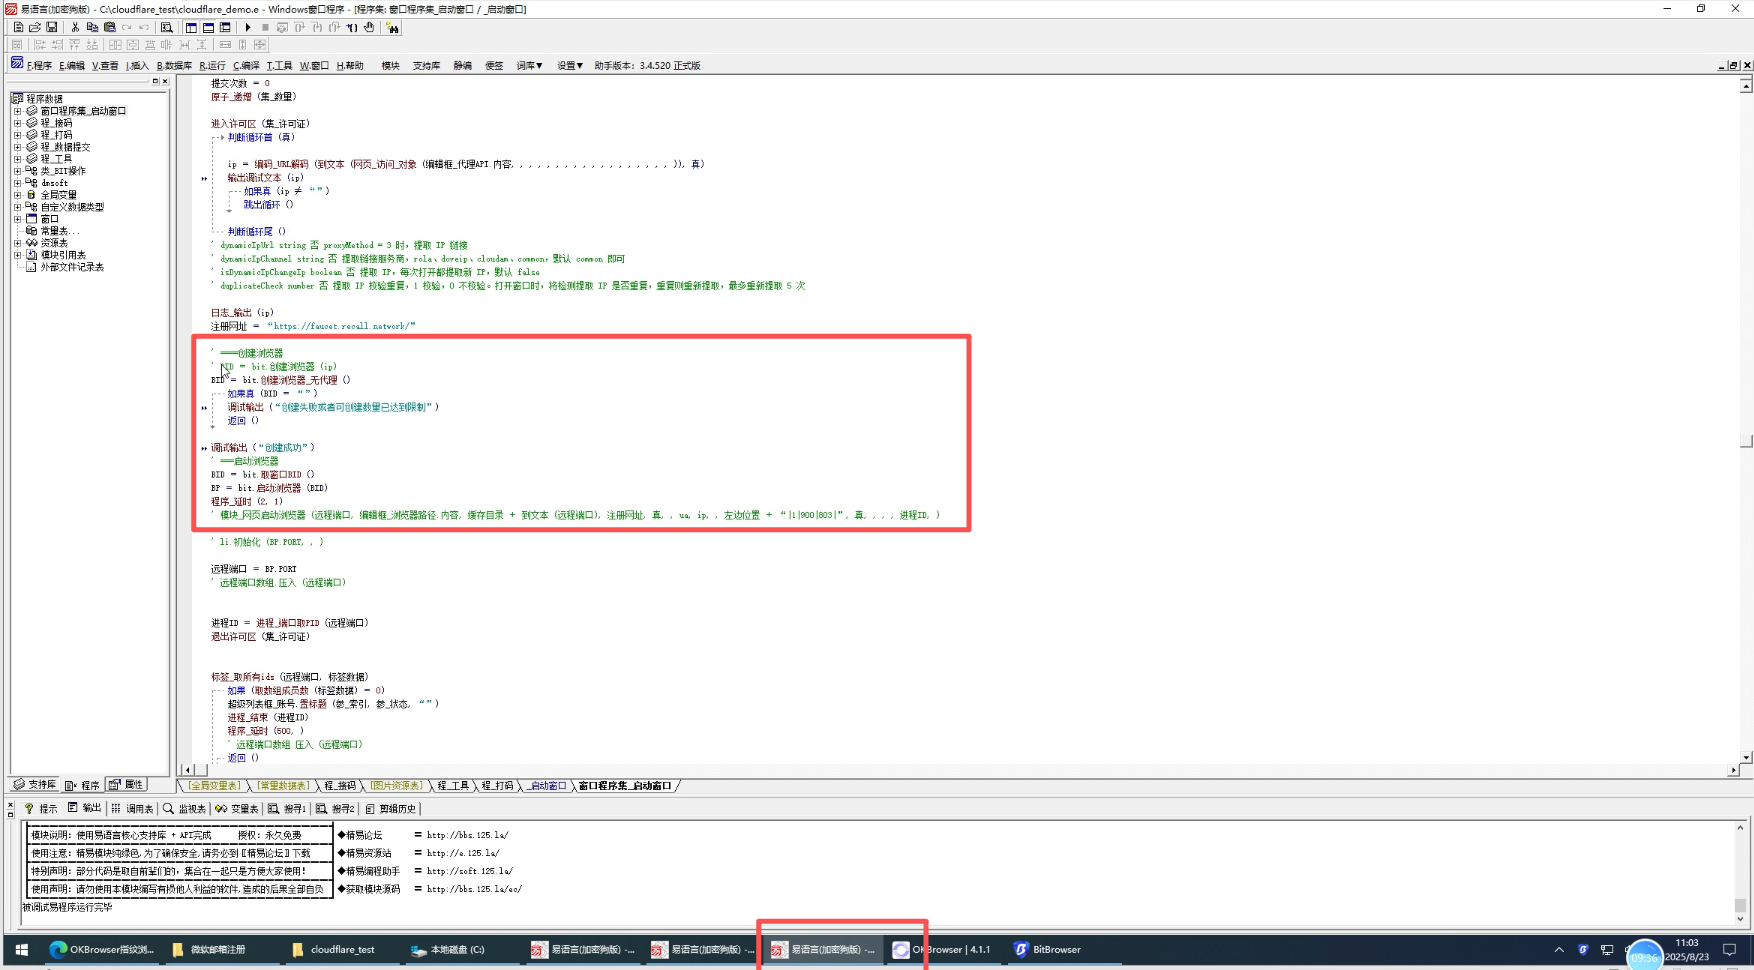 易语言(加密狗版) - C:\cloudflare_test\cloudflare_demo.e - Windows窗口程序 - [程序集: 窗口程序集_启动窗口 / _启动窗口]
F.程序 E.编辑 V.查看 I.插入 B.数据库 R.运行 C.编译 T.工具 W.窗口 H.帮助 模块 支持库 静编 便签 词库▼ 设置▼ 助手版本: 3.4.520 正式版
程序数据
窗口程序集_启动窗口
程_接码
程_打码
程_数据提交
程_工具
类_BIT操作
dmsoft
全局变量
自定义数据类型
窗口
常量表...
资源表
模块引用表
外部文件记录表
支持库 程序 属性
提交次数 = 0
原子_递增 (集_数量)
进入许可区 (集_许可证)
判断循环首 (真)
ip = 编码_URL解码 (到文本 (网页_访问_对象 (编辑框_代理API.内容, , , , , , , , , , , , , , , , , , , )), 真)
输出调试文本 (ip)
如果真 (ip ≠ “”)
跳出循环 ()
判断循环尾 ()
' dynamicIpUrl string 否 proxyMethod = 3 时，提取 IP 链接
' dynamicIpChannel string 否 提取链接服务商，rola、doveip、cloudam、common，默认 common 即可
' isDynamicIpChangeIp boolean 否 提取 IP，每次打开都提取新 IP，默认 false
' duplicateCheck number 否 提取 IP 校验重复，1 校验，0 不校验。打开窗口时，将检测提取 IP 是否重复，重复则重新提取，最多重新提取 5 次
日志_输出 (ip)
注册网址 = “https://faucet.recall.network/”
' ===创建浏览器
' BID = bit.创建浏览器 (ip)
BID = bit.创建浏览器_无代理 ()
如果真 (BID = “”)
调试输出 (“创建失败或者可创建数量已达到限制”)
返回 ()
调试输出 (“创建成功”)
' ===启动浏览器
BID = bit.取窗口BID ()
BP = bit.启动浏览器 (BID)
程序_延时 (2, 1)
' 模块_网页启动浏览器 (远程端口, 编辑框_浏览器路径.内容, 缓存目录 + 到文本 (远程端口), 注册网址, 真, , ua, ip, , 左边位置 + “|1|900|803|”, 真, , , , 进程ID, )
' li.初始化 (BP.PORT, , )
远程端口 = BP.PORT
' 远程端口数组.压入 (远程端口)
进程ID = 进程_端口取PID (远程端口)
退出许可区 (集_许可证)
标签_取所有ids (远程端口, 标签数据)
如果 (取数组成员数 (标签数据) = 0)
超级列表框_账号.置标题 (参_索引, 参_状态, “”)
进程_结束 (进程ID)
程序_延时 (500, )
' 远程端口数组.压入 (远程端口)
返回 ()
[全局变量表] [常量数据表] 程_接码 [图片资源表] 程_工具 程_打码 _启动窗口 窗口程序集_启动窗口
提示 输出 调用表 监视表 变量表 搜寻1 搜寻2 剪辑历史
模块说明: 使用易语言核心支持库 + API完成 授权: 永久免费 ◆精易论坛 = http://bbs.125.la/
使用注意: 精易模块纯绿色,为了确保安全,请务必到〖精易论坛〗下载 ◆精易资源站 = http://e.125.la/
特别声明: 部分代码是取自前辈们的, 集合在一起只是方便大家使用! ◆精易编程助手 = http://soft.125.la/
使用声明: 请勿使用本模块编写有损他人利益的软件,造成的后果全部自负 ◆获取模块源码 = http://bbs.125.la/ec/
被调试易程序运行完毕
OKBrowser指纹浏... 微软邮箱注册 cloudflare_test 本地磁盘 (C:) 易语言(加密狗版) -... 易语言(加密狗版) -... 易语言(加密狗版) -... OKBrowser | 4.1.1 BitBrowser
11:03
09:36 2025/8/23